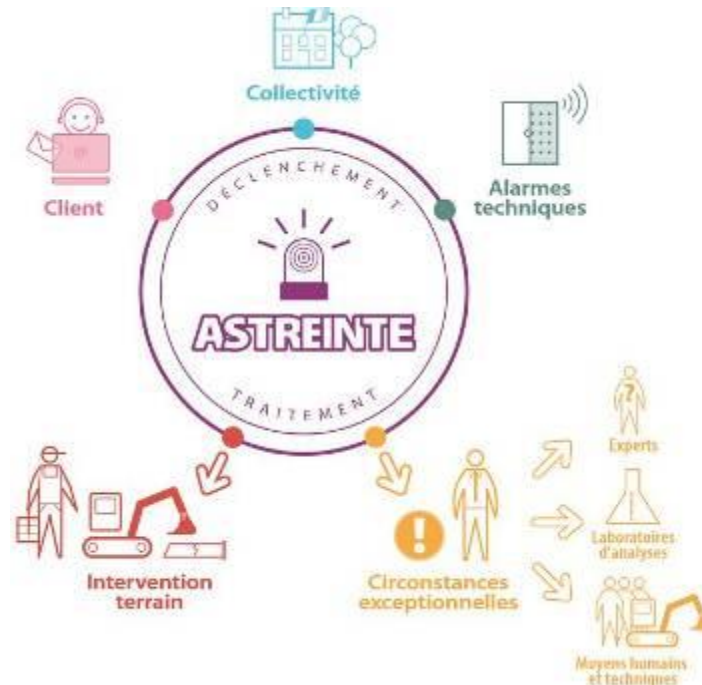 Collectivité
Client
Alarmes
techniques
DÉCLENCHEMENT
ASTREINTE
TRAITEMENT
?
Experts
Laboratoires
d'analyses
!
Intervention
terrain
Circonstances
exceptionnelles
Moyens humains
et techniques